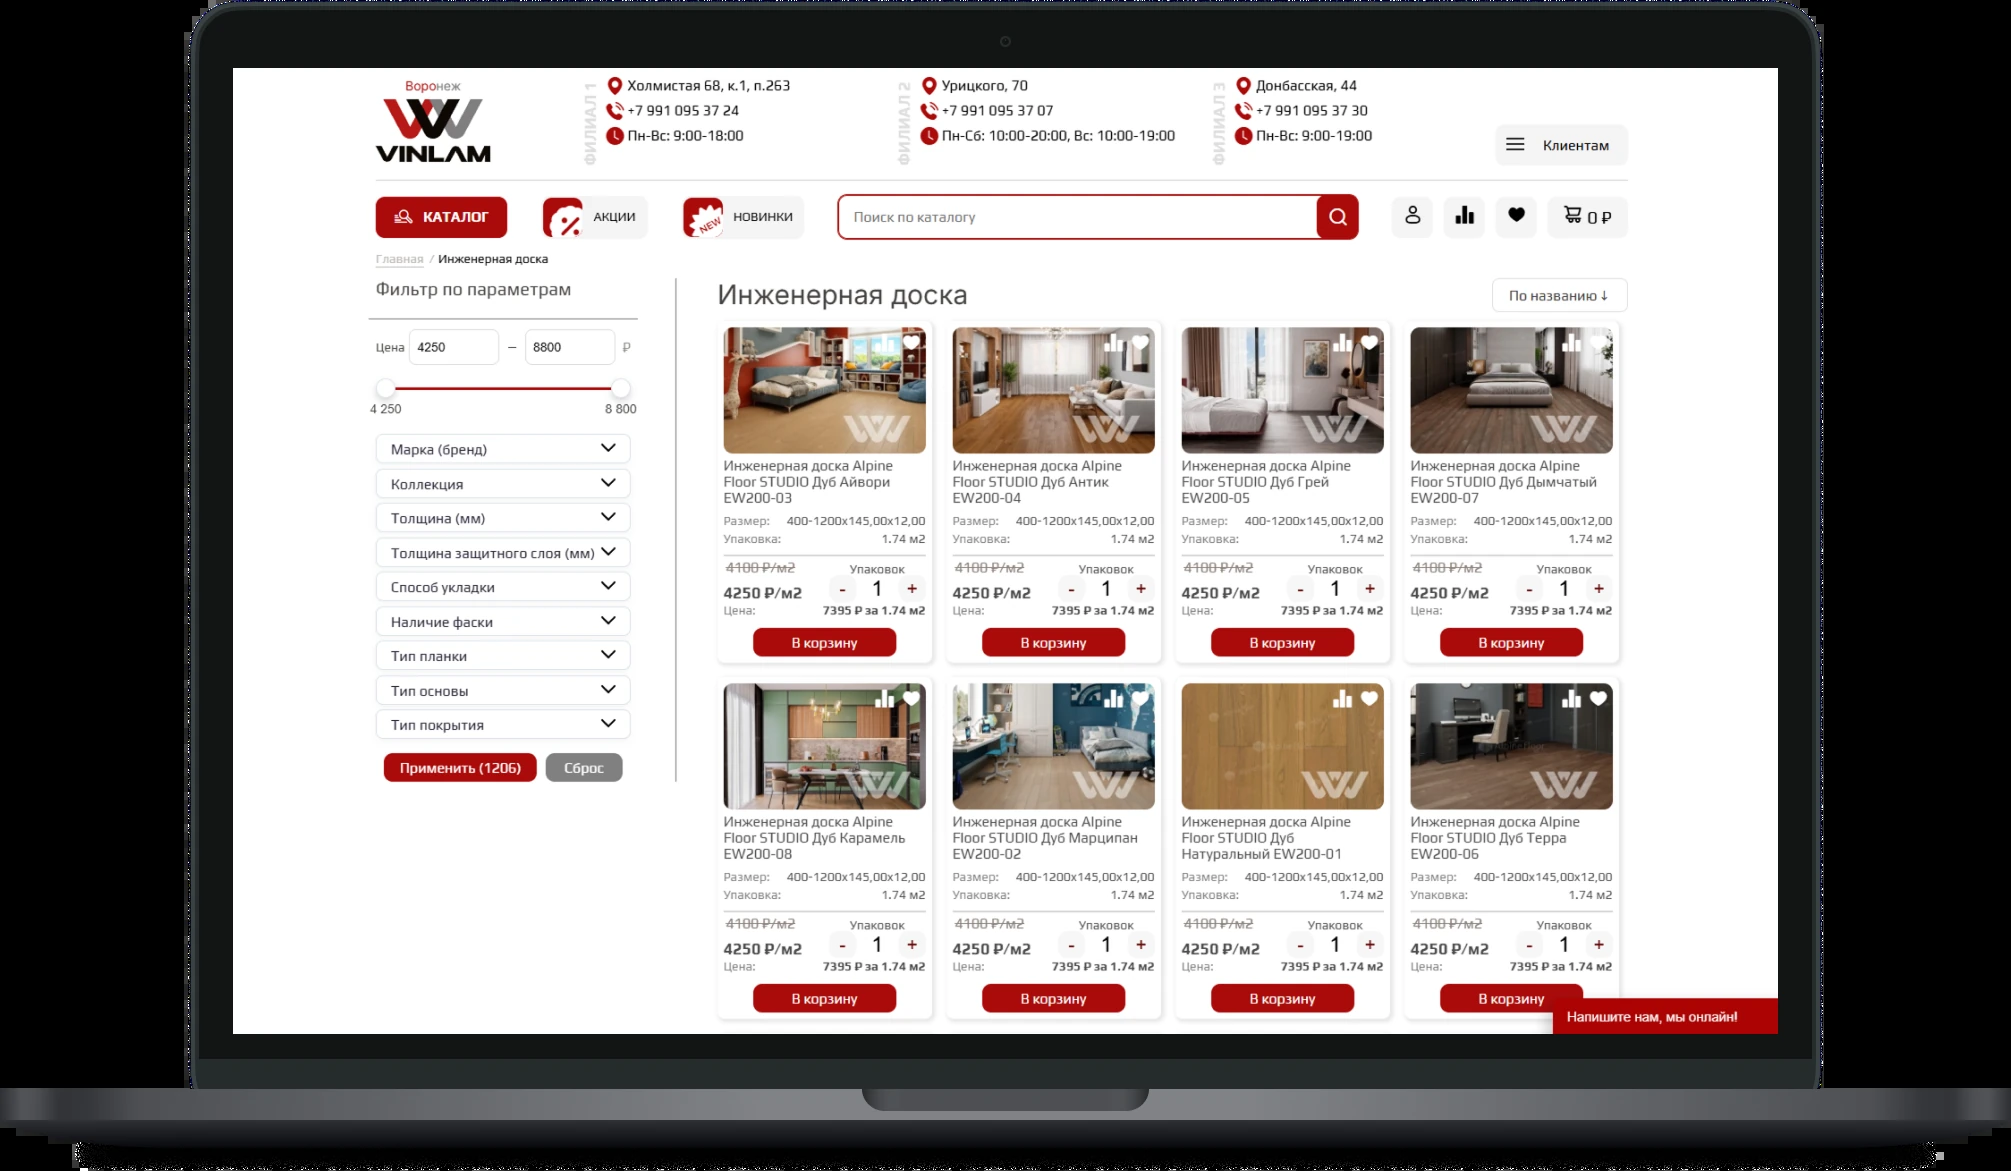 Воронеж
VINLAM
ФИЛИАЛ 1
Холмистая 68, к.1, п.263
+7 991 095 37 24
Пн-Вс: 9:00-18:00
ФИЛИАЛ 2
Урицкого, 70
+7 991 095 37 07
Пн-Сб: 10:00-20:00, Вс: 10:00-19:00
ФИЛИАЛ 3
Донбасская, 44
+7 991 095 37 30
Пн-Вс: 9:00-19:00
Клиентам
КАТАЛОГ
АКЦИИ
NEW
НОВИНКИ
Поиск по каталогу
0 ₽
Главная / Инженерная доска
Фильтр по параметрам
Цена 4250 – 8800 ₽
4 250 8 800
Марка (бренд)
Коллекция
Толщина (мм)
Толщина защитного слоя (мм)
Способ укладки
Наличие фаски
Тип планки
Тип основы
Тип покрытия
Применить (1206) Сброс
Инженерная доска
По названию ↓
Инженерная доска Alpine
Floor STUDIO Дуб Айвори
EW200-03
Размер: 400-1200x145,00x12,00
Упаковка: 1.74 м2
4100 ₽/м2 Упаковок
4250 ₽/м2 - 1 +
Цена: 7395 ₽ за 1.74 м2
В корзину
Инженерная доска Alpine
Floor STUDIO Дуб Антик
EW200-04
Размер: 400-1200x145,00x12,00
Упаковка: 1.74 м2
4100 ₽/м2 Упаковок
4250 ₽/м2 - 1 +
Цена: 7395 ₽ за 1.74 м2
В корзину
Инженерная доска Alpine
Floor STUDIO Дуб Грей
EW200-05
Размер: 400-1200x145,00x12,00
Упаковка: 1.74 м2
4100 ₽/м2 Упаковок
4250 ₽/м2 - 1 +
Цена: 7395 ₽ за 1.74 м2
В корзину
Инженерная доска Alpine
Floor STUDIO Дуб Дымчатый
EW200-07
Размер: 400-1200x145,00x12,00
Упаковка: 1.74 м2
4100 ₽/м2 Упаковок
4250 ₽/м2 - 1 +
Цена: 7395 ₽ за 1.74 м2
В корзину
Инженерная доска Alpine
Floor STUDIO Дуб Карамель
EW200-08
Размер: 400-1200x145,00x12,00
Упаковка: 1.74 м2
4100 ₽/м2 Упаковок
4250 ₽/м2 - 1 +
Цена: 7395 ₽ за 1.74 м2
В корзину
Инженерная доска Alpine
Floor STUDIO Дуб Марципан
EW200-02
Размер: 400-1200x145,00x12,00
Упаковка: 1.74 м2
4100 ₽/м2 Упаковок
4250 ₽/м2 - 1 +
Цена: 7395 ₽ за 1.74 м2
В корзину
Инженерная доска Alpine
Floor STUDIO Дуб
Натуральный EW200-01
Размер: 400-1200x145,00x12,00
Упаковка: 1.74 м2
4100 ₽/м2 Упаковок
4250 ₽/м2 - 1 +
Цена: 7395 ₽ за 1.74 м2
В корзину
Инженерная доска Alpine
Floor STUDIO Дуб Терра
EW200-06
Размер: 400-1200x145,00x12,00
Упаковка: 1.74 м2
4100 ₽/м2 Упаковок
4250 ₽/м2 - 1 +
Цена: 7395 ₽ за 1.74 м2
В корзину
Напишите нам, мы онлайн!